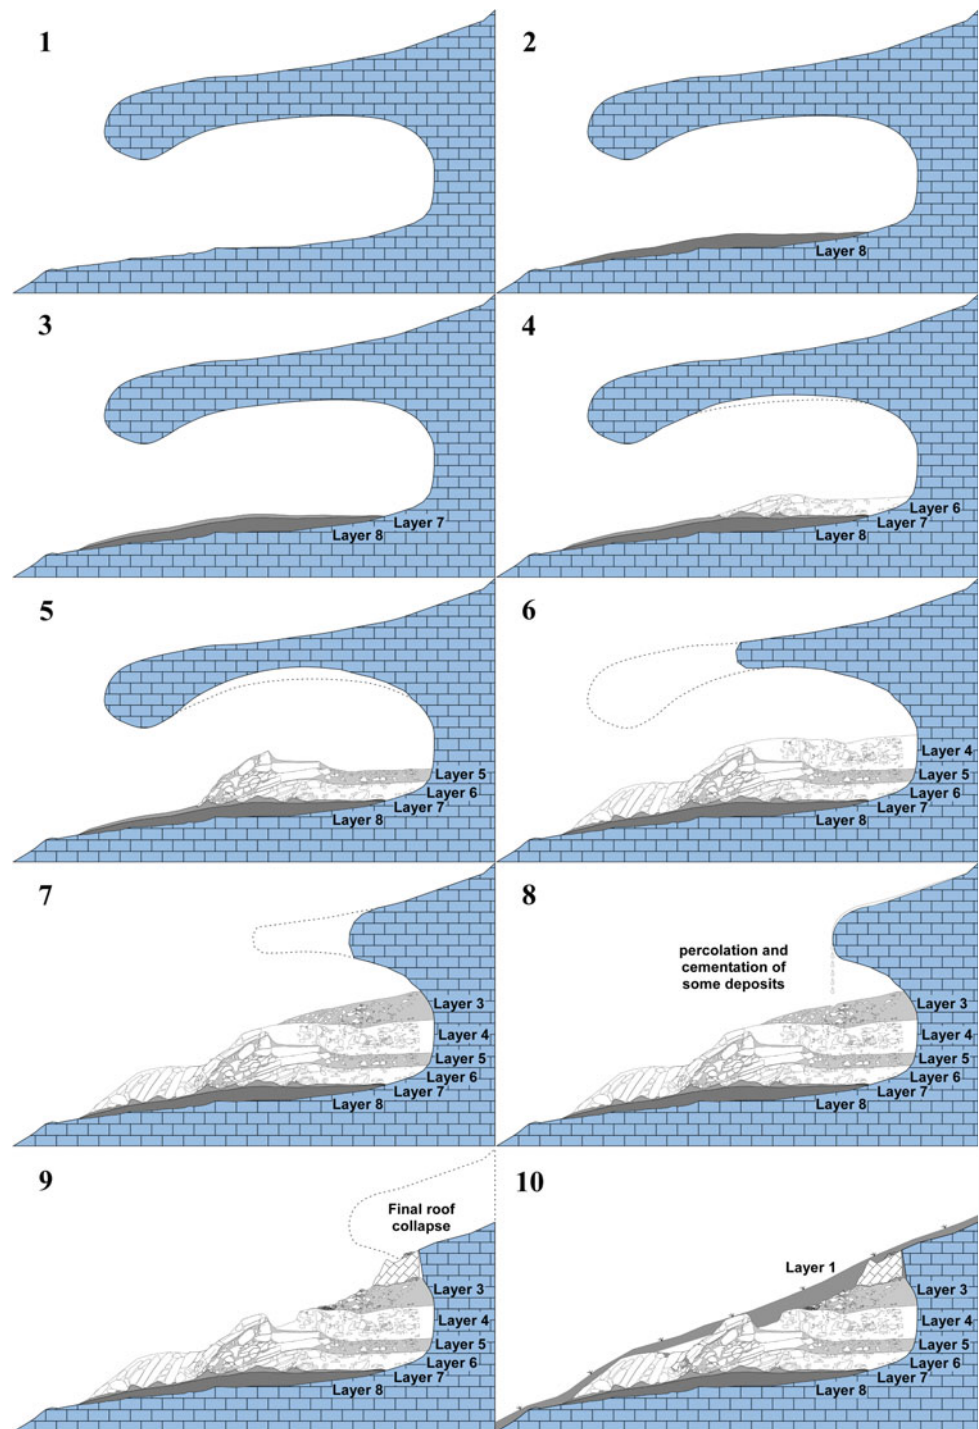 1
2
Layer 8
3
Layer 7
Layer 8
4
Layer 6
Layer 7
Layer 8
5
Layer 5
Layer 6
Layer 7
Layer 8
6
Layer 4
Layer 5
Layer 6
Layer 7
Layer 8
7
Layer 3
Layer 4
Layer 5
Layer 6
Layer 7
Layer 8
8
percolation and
cementation of
some deposits
Layer 3
Layer 4
Layer 5
Layer 6
Layer 7
Layer 8
9
Final roof
collapse
Layer 3
Layer 4
Layer 5
Layer 6
Layer 7
Layer 8
10
Layer 1
Layer 3
Layer 4
Layer 5
Layer 6
Layer 7
Layer 8